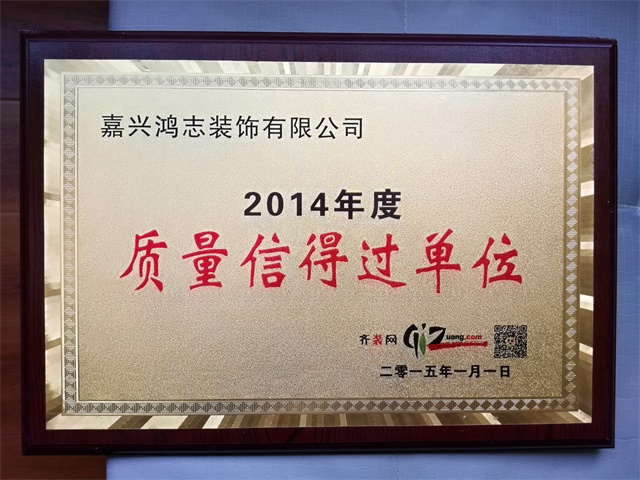 嘉兴鸿志装饰有限公司
2014年度
质量信得过单位
齐装网 qizuang.com
二零一五年一月一日